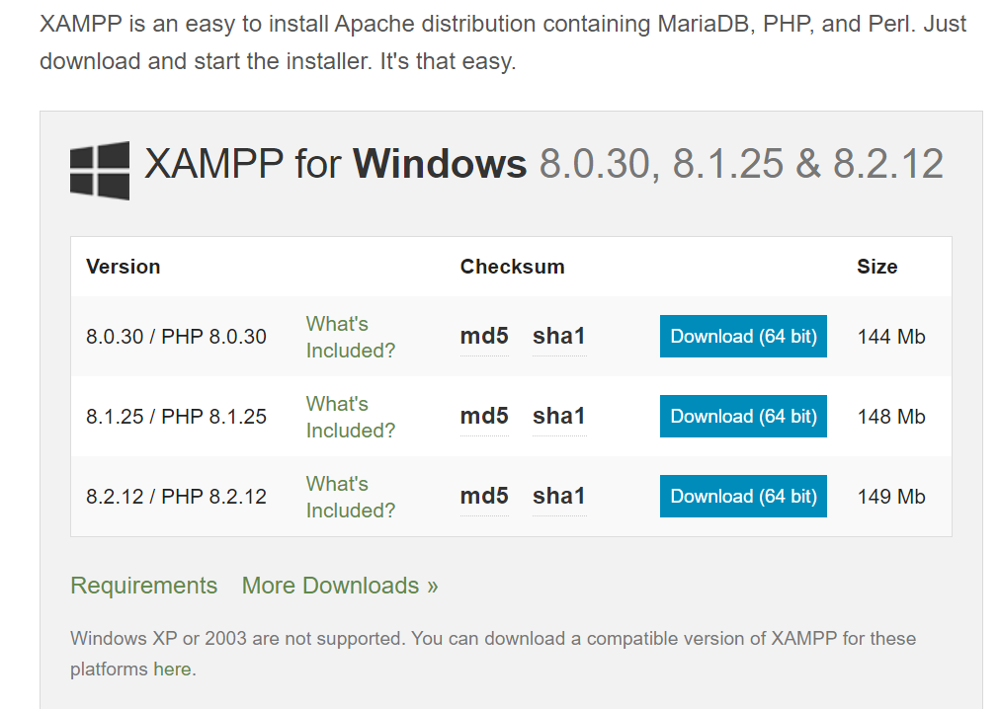 XAMPP is an easy to install Apache distribution containing MariaDB, PHP, and Perl. Just
download and start the installer. It's that easy.
XAMPP for Windows 8.0.30, 8.1.25 & 8.2.12
Version Checksum Size
8.0.30 / PHP 8.0.30 What's Included? md5 sha1 Download (64 bit) 144 Mb
8.1.25 / PHP 8.1.25 What's Included? md5 sha1 Download (64 bit) 148 Mb
8.2.12 / PHP 8.2.12 What's Included? md5 sha1 Download (64 bit) 149 Mb
Requirements More Downloads »
Windows XP or 2003 are not supported. You can download a compatible version of XAMPP for these
platforms here.